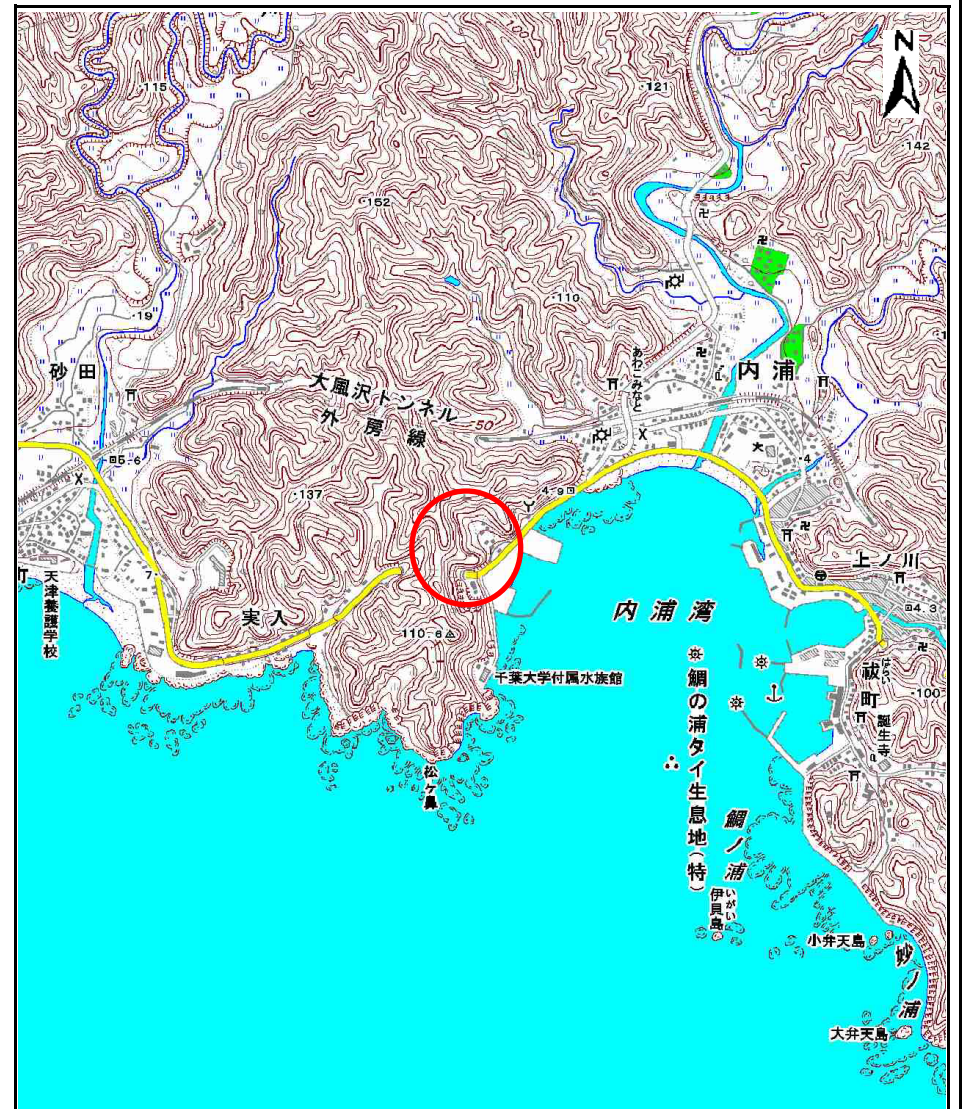 N
・115
・121
・142
・152
・19
・110
砂田
あわこみなと
内浦
大風沢トンネル
外房線
50
5.6
・4
・137
4.9
7
上ノ川
天津養護学校
町
実入
4.3
内浦湾
110.6
千葉大学付属水族館
祓町
はらい
・100
誕生寺
鯛の浦タイ生息地(特)
松ヶ鼻
鯛ノ浦
伊貝島
いがい
小弁天島
妙ノ浦
大弁天島